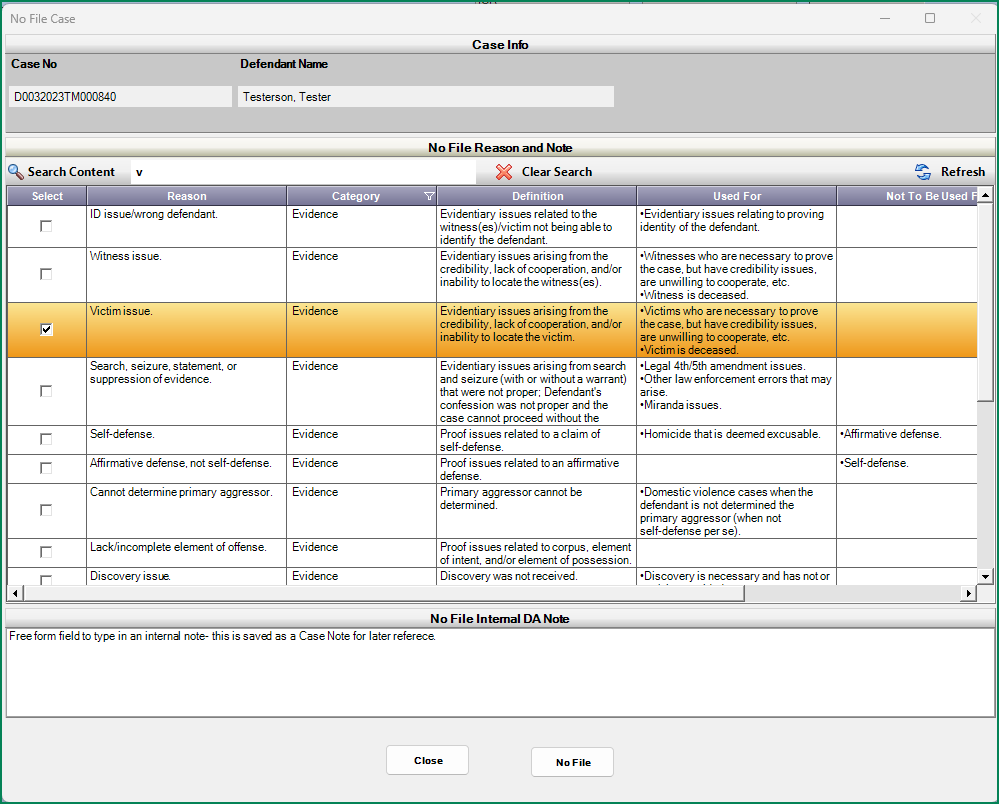 No File Case
Case Info
Case No
Defendant Name
D0032023TM000840
Testerson, Tester
No File Reason and Note
Search Content
v
Clear Search
Refresh
Select
Reason
Category
Definition
Used For
Not To Be Used F
ID issue/wrong defendant.
Evidence
Evidentiary issues related to the
witness(es)/victim not being able to
identify the defendant.
•Evidentiary issues relating to proving
identity of the defendant.
Witness issue.
Evidence
Evidentiary issues arising from the
credibility, lack of cooperation, and/or
inability to locate the witness(es).
•Witnesses who are necessary to prove
the case, but have credibility issues,
are unwilling to cooperate, etc.
•Witness is deceased.
Victim issue.
Evidence
Evidentiary issues arising from the
credibility, lack of cooperation, and/or
inability to locate the victim.
•Victims who are necessary to prove
the case, but have credibility issues,
are unwilling to cooperate, etc.
•Victim is deceased.
Search, seizure, statement, or
suppression of evidence.
Evidence
Evidentiary issues arising from search
and seizure (with or without a warrant)
that were not proper; Defendant's
confession was not proper and the
case cannot proceed without the
•Legal 4th/5th amendment issues.
•Other law enforcement errors that may
arise.
•Miranda issues.
Self-defense.
Evidence
Proof issues related to a claim of
self-defense.
•Homicide that is deemed excusable.
•Affirmative defense.
Affirmative defense, not self-defense.
Evidence
Proof issues related to an affirmative
defense.
•Self-defense.
Cannot determine primary aggressor.
Evidence
Primary aggressor cannot be
determined.
•Domestic violence cases when the
defendant is not determined the
primary aggressor (when not
self-defense per se).
Lack/incomplete element of offense.
Evidence
Proof issues related to corpus, element
of intent, and/or element of possession.
Discovery issue.
Evidence
Discovery was not received.
•Discovery is necessary and has not or
No File Internal DA Note
Free form field to type in an internal note- this is saved as a Case Note for later referece.
Close
No File